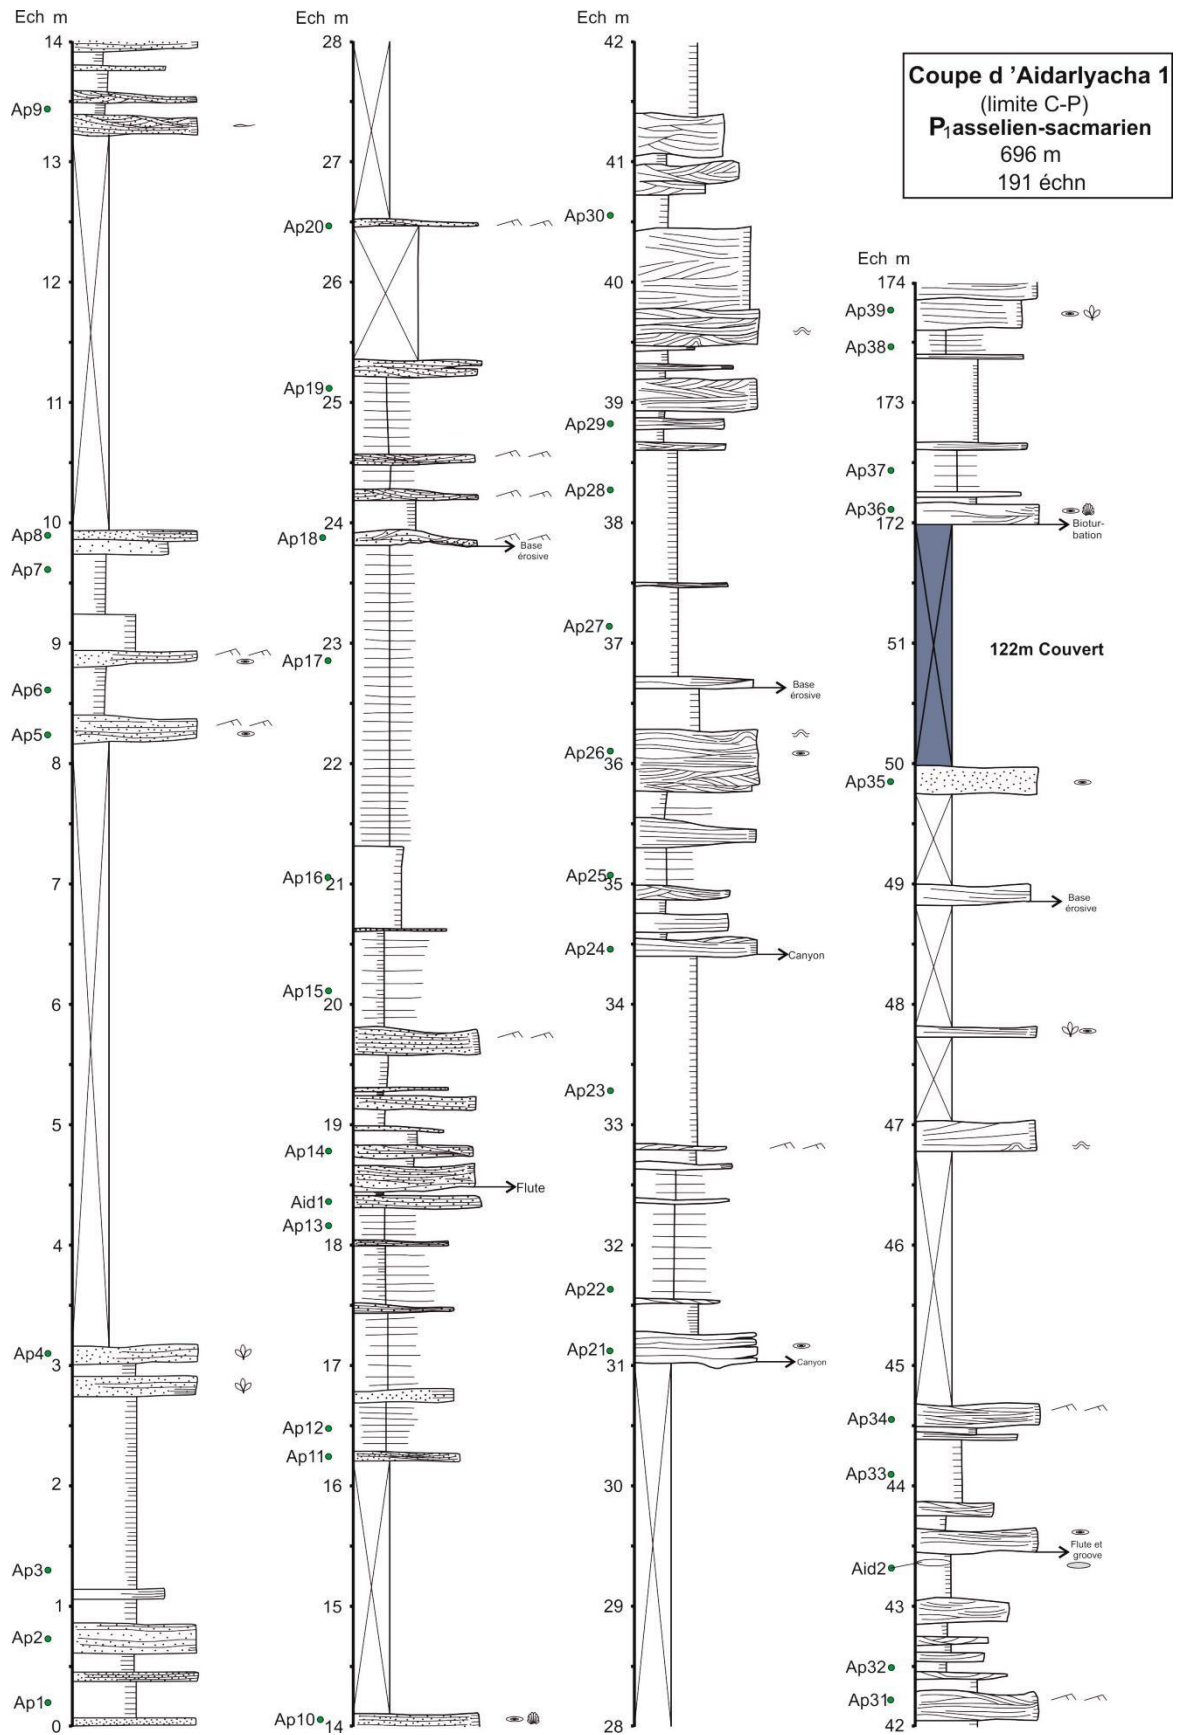 Ech m
14
Ap9
13
12
11
10
Ap8
Ap7
9
Ap6
Ap5
8
7
6
5
4
Ap4
3
2
Ap3
1
Ap2
Ap1
0
Ech m
28
27
Ap20
26
Ap19
25
24
Ap18
Base
érosive
23
Ap17
22
Ap16
21
Ap15
20
19
Ap14
Flute
Aid1
Ap13
18
17
Ap12
Ap11
16
15
Ap10
14
Ech m
42
41
Ap30
40
39
Ap29
Ap28
38
Ap27
37
Base
érosive
Ap26
36
Ap25
35
Ap24
Canyon
34
Ap23
33
32
Ap22
Ap21
31
Canyon
30
29
28
Coupe d 'Aidarlyacha 1
(limite C-P)
P1asselien-sacmarien
696 m
191 échn
Ech m
174
Ap39
Ap38
173
Ap37
Ap36
172
Biotur-
bation
51
122m Couvert
50
Ap35
49
Base
érosive
48
47
46
45
Ap34
Ap33
44
Flute et
groove
Aid2
43
Ap32
Ap31
42